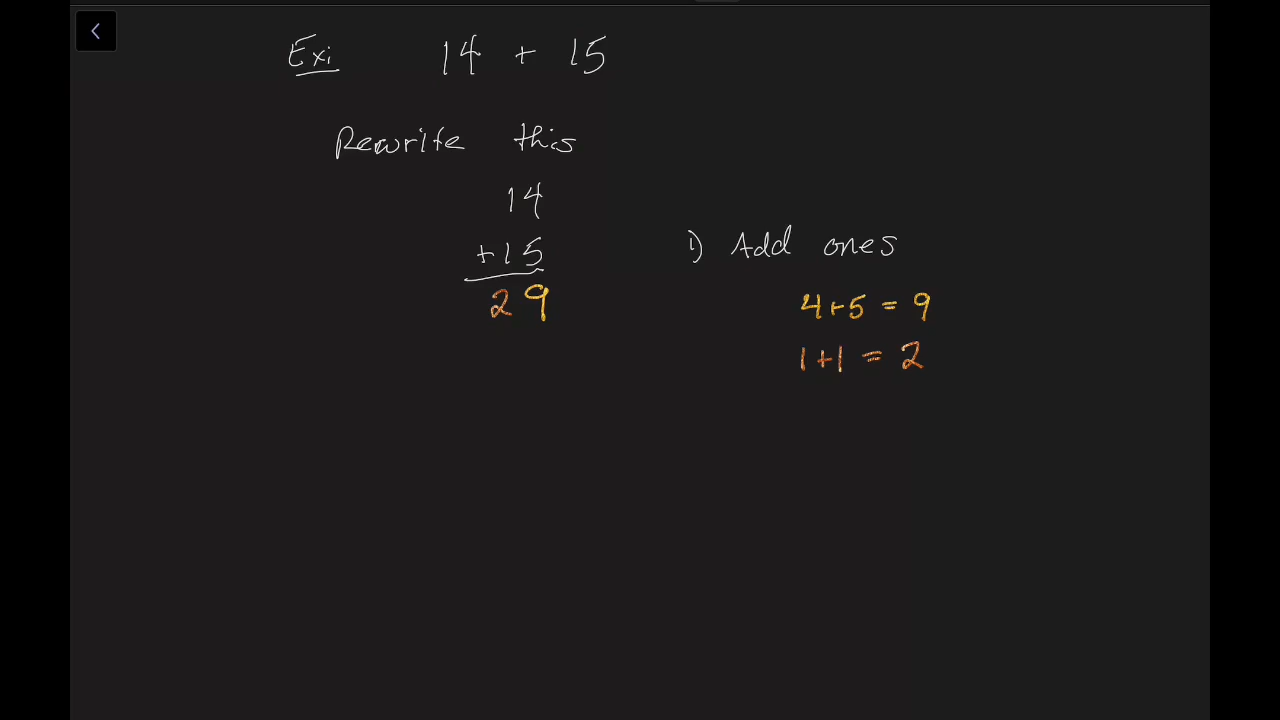 Ex: 14 + 15
Rewrite this
14
+15
29
1) Add ones
4+5 = 9
1+1 = 2